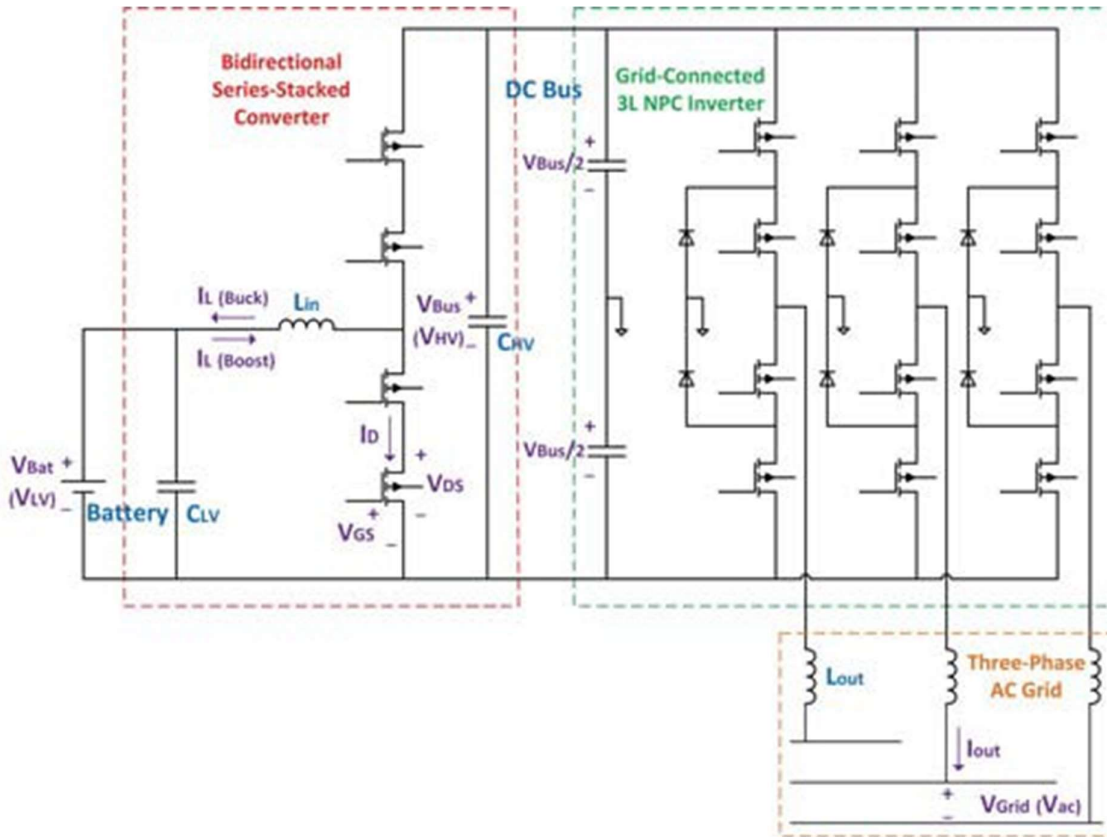 Bidirectional
Series-Stacked
Converter
DC Bus
Grid-Connected
3L NPC Inverter
+
VBus/2
−
IL (Buck)
Lin
IL (Boost)
VBus +
(VHV) −
CHV
ID
+
VBus/2
−
VBat +
(VLV) −
Battery
CLV
+
VDS
−
VGS +
−
Lout
Three-Phase
AC Grid
Iout
+
−
VGrid (Vac)